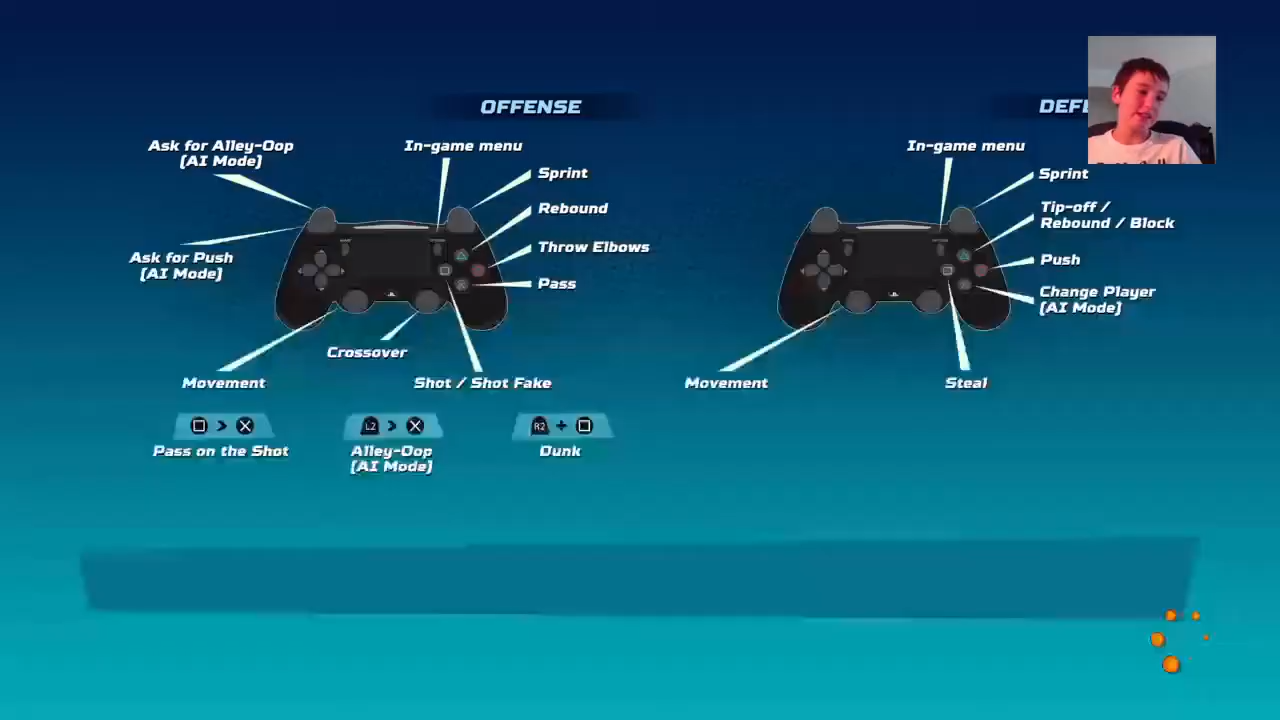 OFFENSE
Ask for Alley-Oop
[AI Mode]
In-game menu
Sprint
Rebound
Throw Elbows
Pass
Ask for Push
[AI Mode]
Crossover
Movement
Shot / Shot Fake
L2
R2
Pass on the Shot
Alley-Oop
[AI Mode]
Dunk
DEFE
In-game menu
Sprint
Tip-off /
Rebound / Block
Push
Change Player
[AI Mode]
Movement
Steal